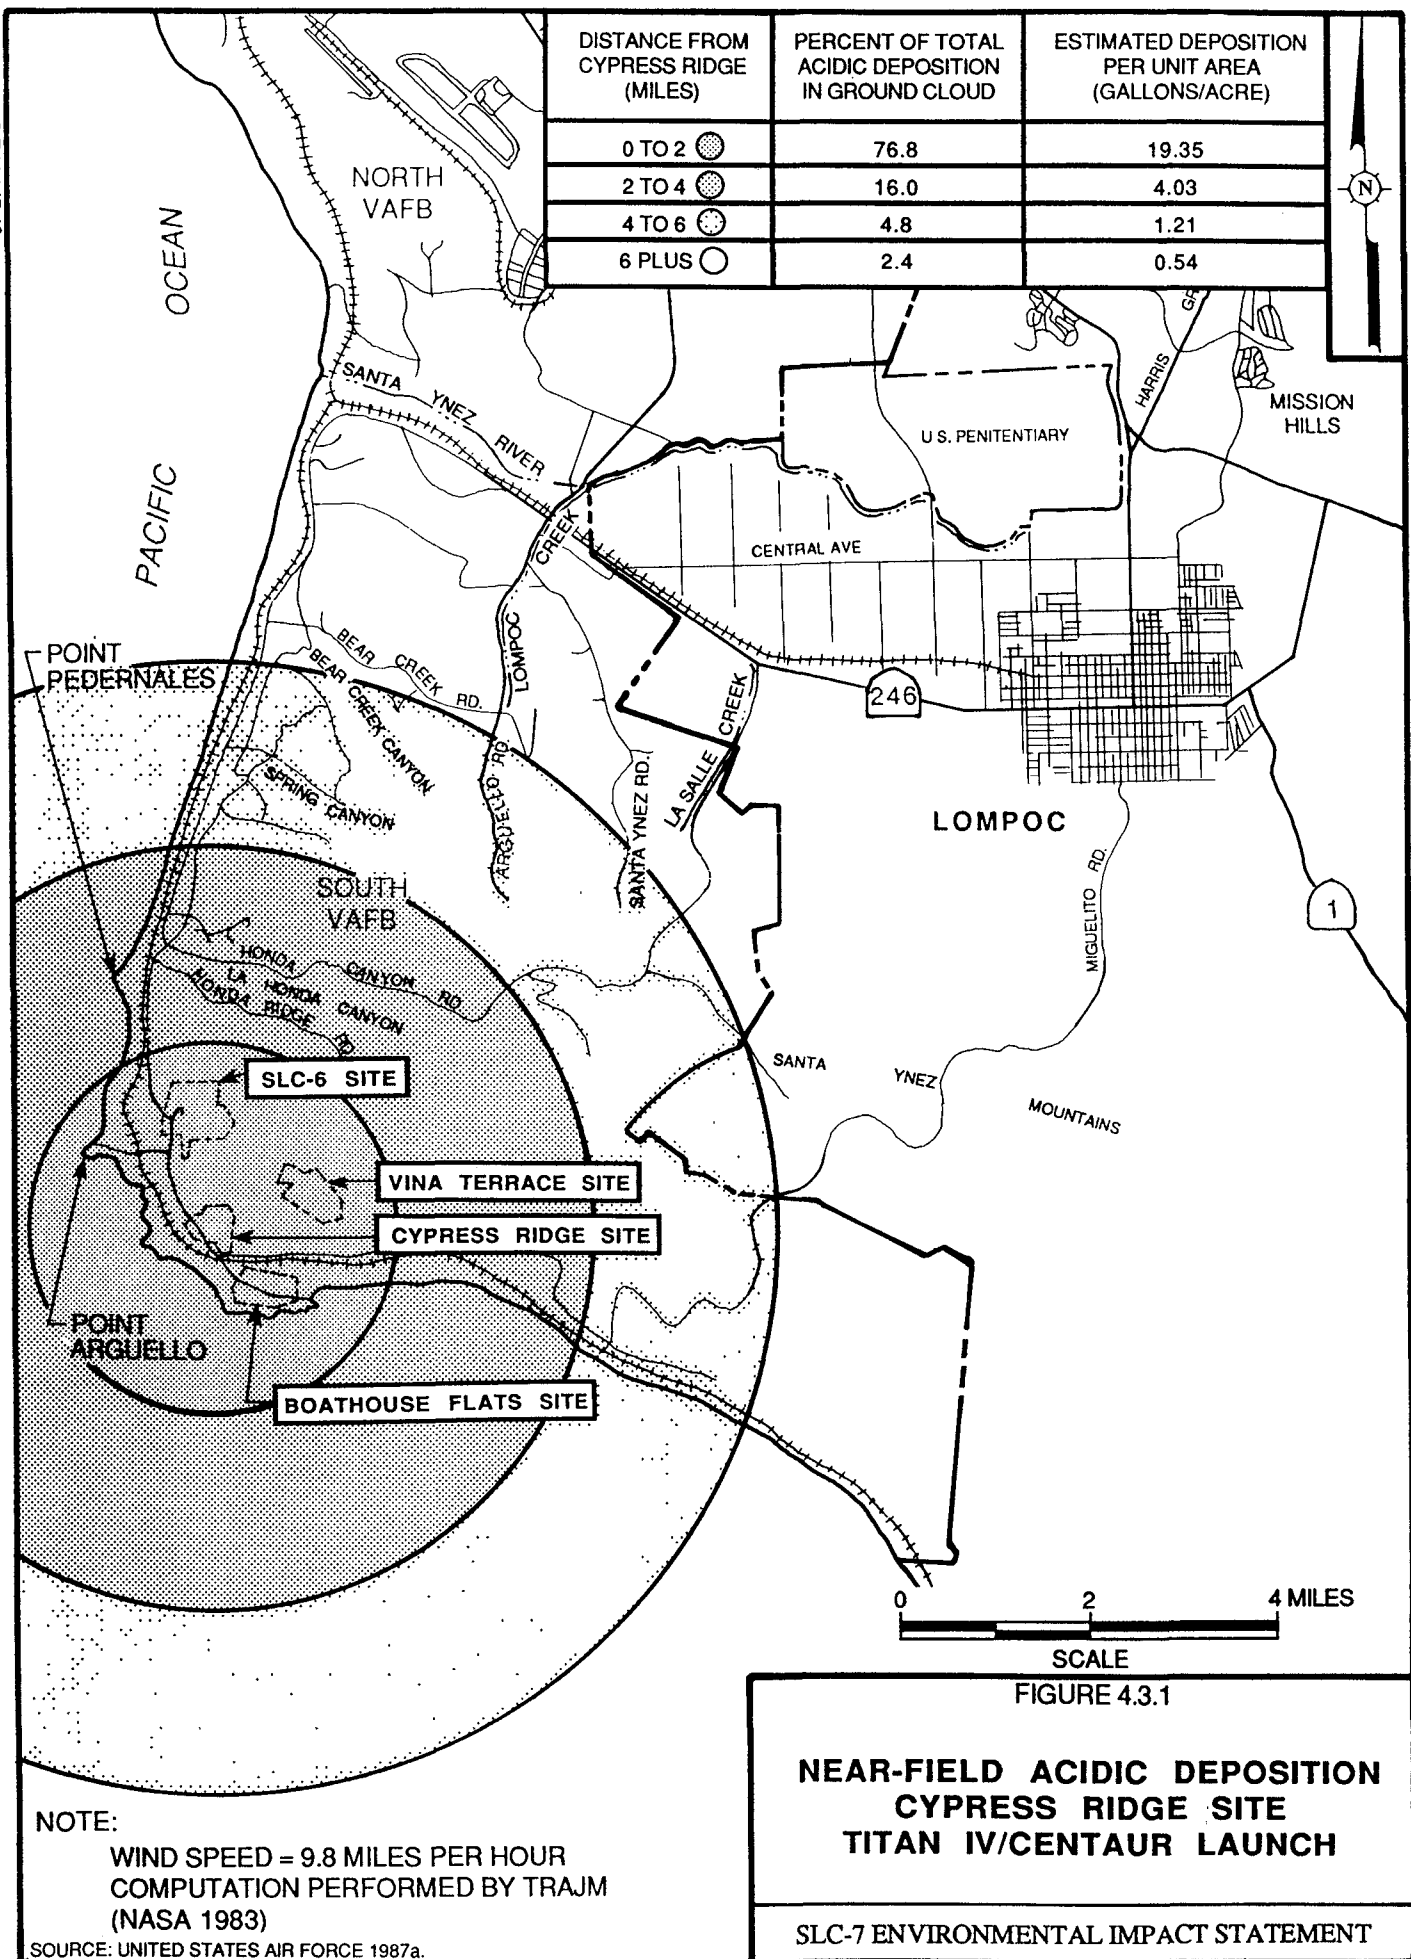 DISTANCE FROM
CYPRESS RIDGE
(MILES)
PERCENT OF TOTAL
ACIDIC DEPOSITION
IN GROUND CLOUD
ESTIMATED DEPOSITION
PER UNIT AREA
(GALLONS/ACRE)
0 TO 2 76.8 19.35
2 TO 4 16.0 4.03
4 TO 6 4.8 1.21
6 PLUS 2.4 0.54
N
NORTH
VAFB
PACIFIC OCEAN
SANTA YNEZ RIVER
HARRIS GR
MISSION
HILLS
U.S. PENITENTIARY
CENTRAL AVE
LOMPOC CREEK
POINT
PEDERNALES
BEAR CREEK RD.
BEAR CREEK CANYON
SPRING CANYON
ARGUELLO RD.
SANTA YNEZ RD.
LA SALLE CREEK
246
LOMPOC
MIGUELITO RD.
1
SOUTH
VAFB
HONDA CANYON RD.
LA HONDA CANYON
HONDA RIDGE RD.
SLC-6 SITE
SANTA YNEZ MOUNTAINS
VINA TERRACE SITE
CYPRESS RIDGE SITE
POINT
ARGUELLO
BOATHOUSE FLATS SITE
0 2 4 MILES
SCALE
FIGURE 4.3.1
NEAR-FIELD ACIDIC DEPOSITION
CYPRESS RIDGE SITE
TITAN IV/CENTAUR LAUNCH
SLC-7 ENVIRONMENTAL IMPACT STATEMENT
NOTE:
WIND SPEED = 9.8 MILES PER HOUR
COMPUTATION PERFORMED BY TRAJM
(NASA 1983)
SOURCE: UNITED STATES AIR FORCE 1987a.